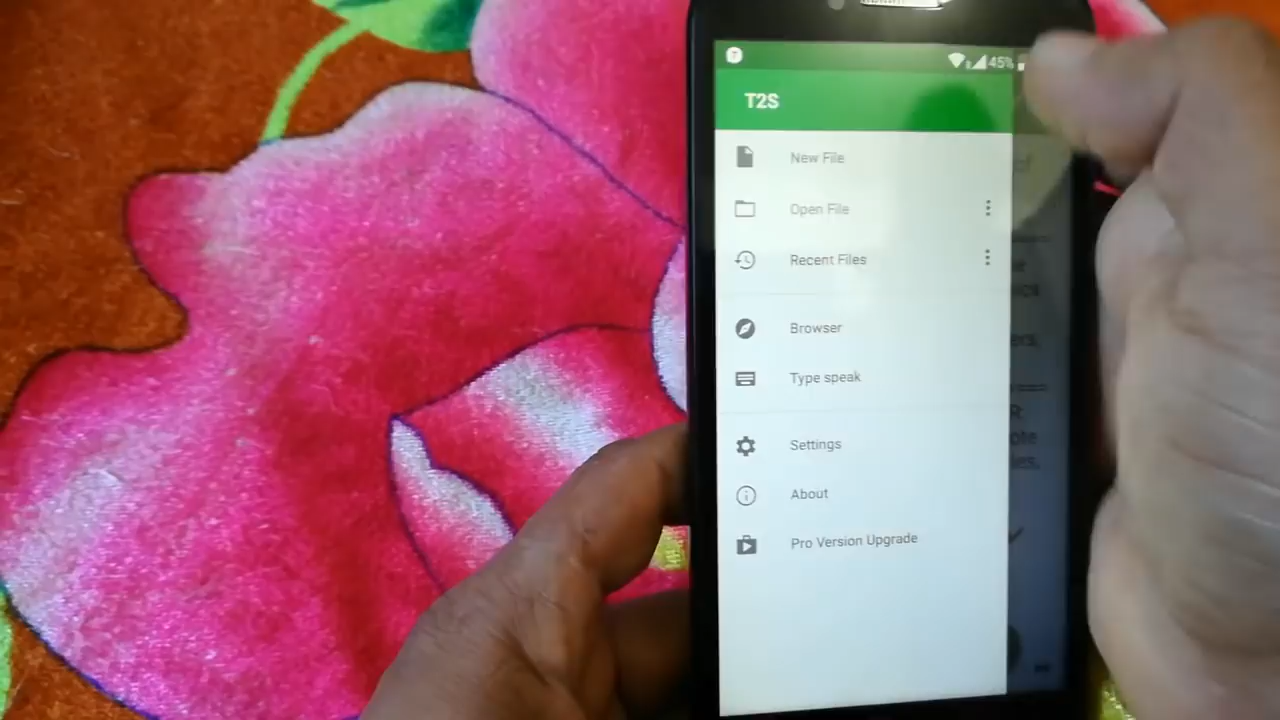 45%
T2S
New File
Open File
Recent Files
Browser
Type speak
Settings
About
Pro Version Upgrade